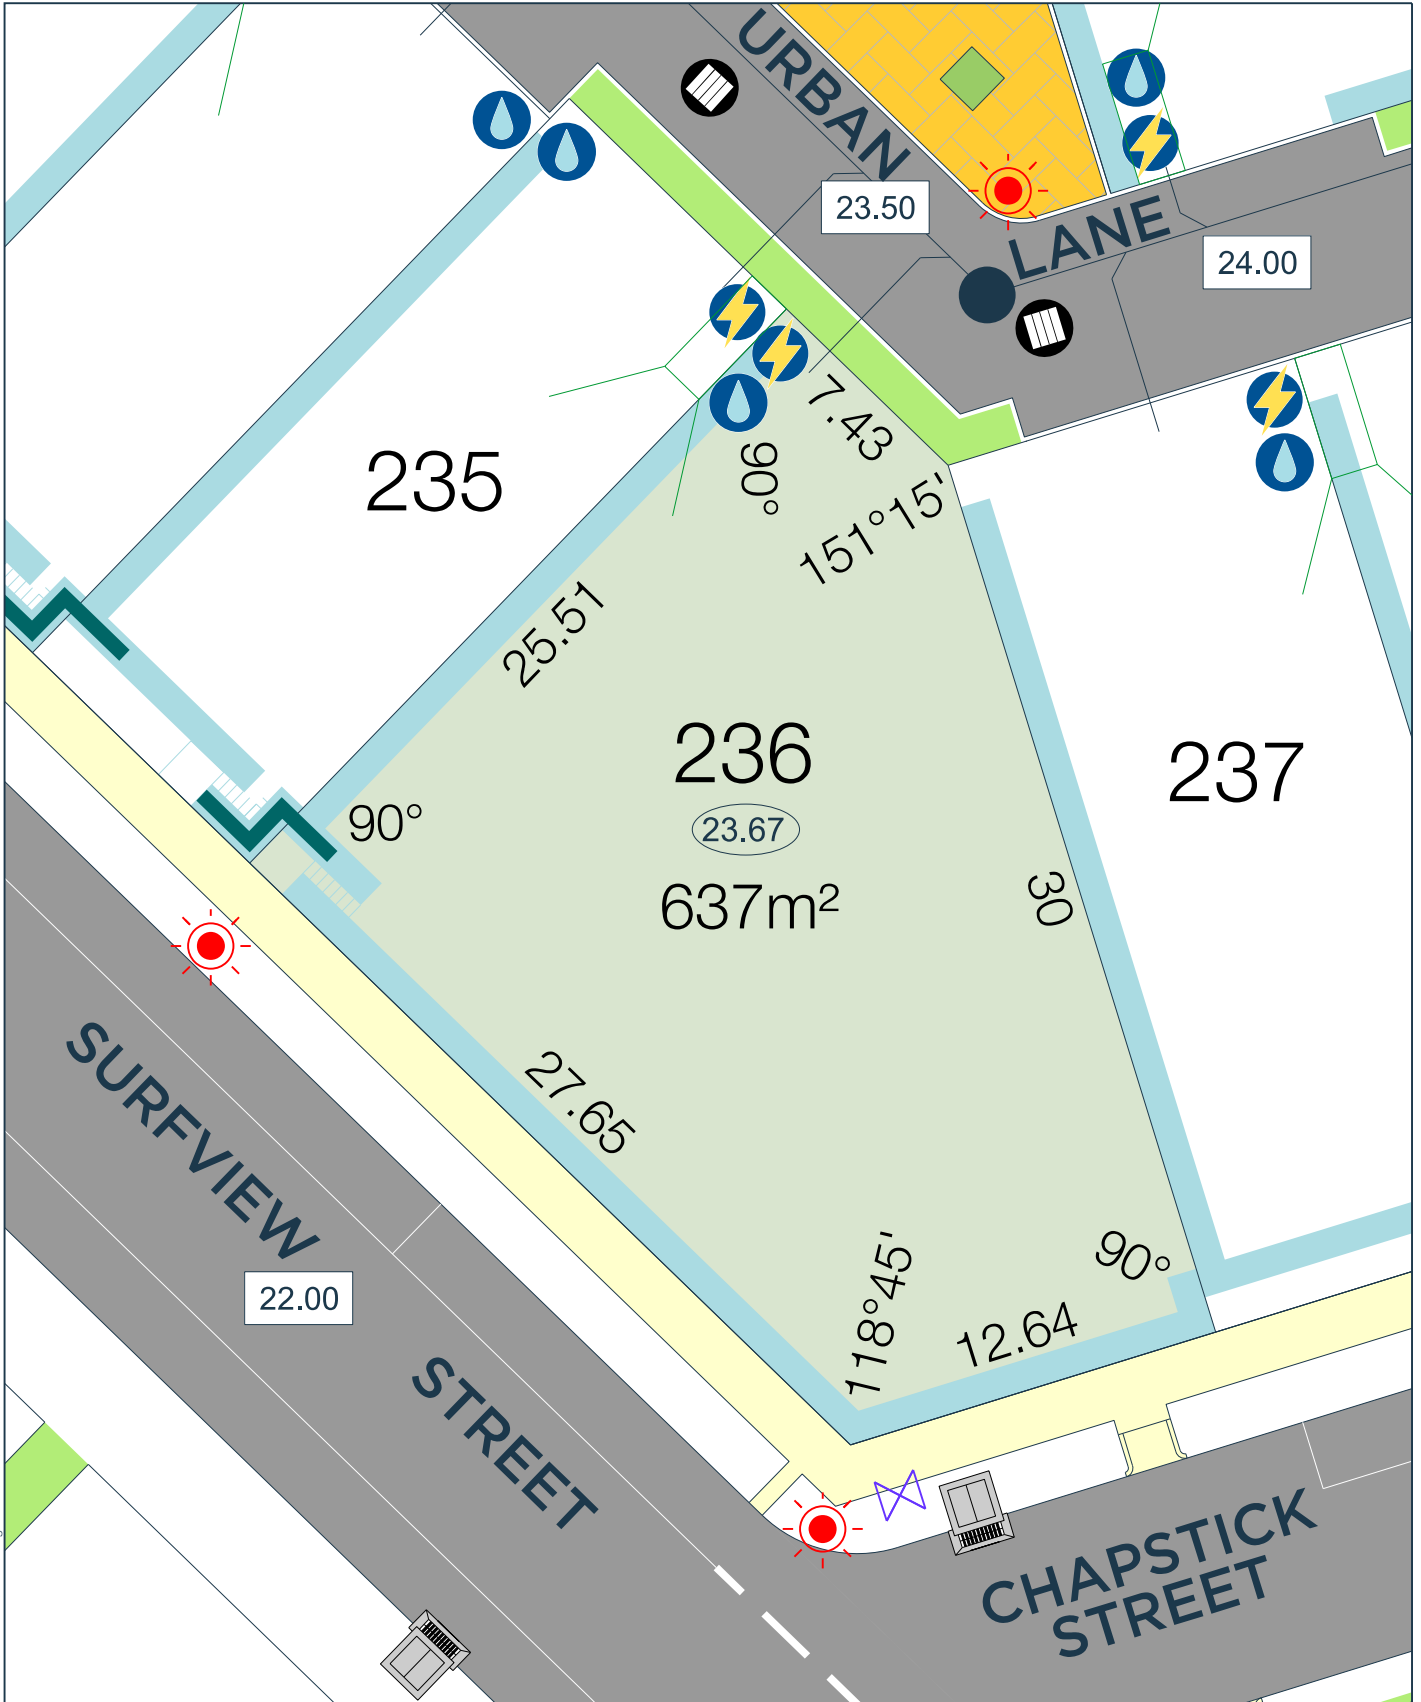 URBAN
LANE
23.50
24.00
7.43
90°
151°15'
235
25.51
236
23.67
637m²
237
90°
30
27.65
118°45'
90°
12.64
SURFVIEW
STREET
22.00
CHAPSTICK
STREET